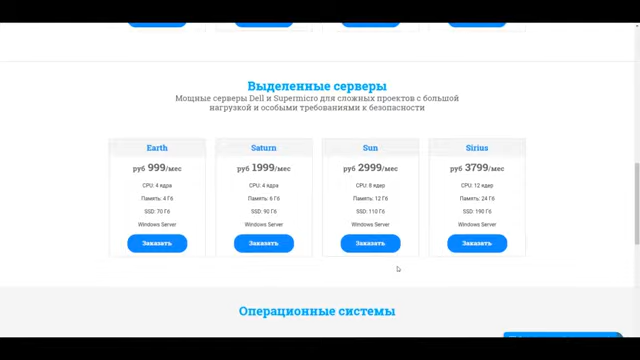 Выделенные серверы
Мощные серверы Dell и Supermicro для сложных проектов с большой
нагрузкой и особыми требованиями к безопасности
Earth
руб 999/мес
CPU: 4 ядра
Память: 4 Гб
SSD: 70 Гб
Windows Server
Заказать
Saturn
руб 1999/мес
CPU: 4 ядра
Память: 6 Гб
SSD: 90 Гб
Windows Server
Заказать
Sun
руб 2999/мес
CPU: 8 ядер
Память: 12 Гб
SSD: 110 Гб
Windows Server
Заказать
Sirius
руб 3799/мес
CPU: 12 ядер
Память: 24 Гб
SSD: 190 Гб
Windows Server
Заказать
Операционные системы